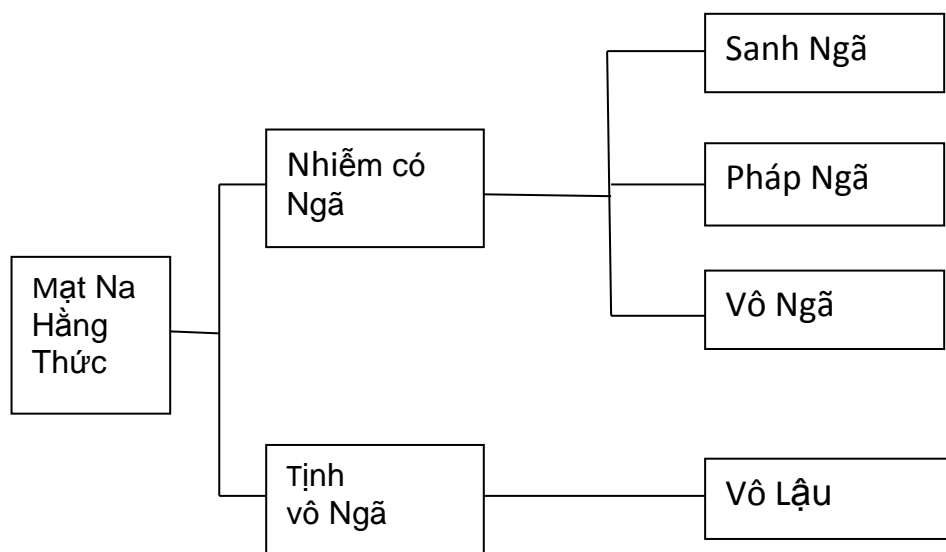 Mạt Na
Hằng
Thức
Nhiễm có
Ngã
Sanh Ngã
Pháp Ngã
Vô Ngã
Tịnh
vô Ngã
Vô Lậu